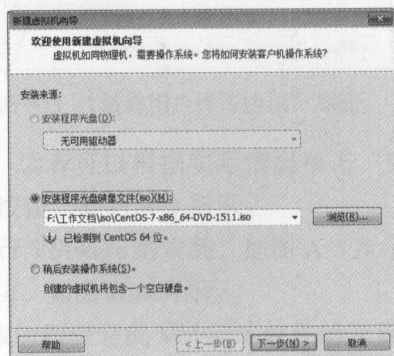 新建虚拟机向导
欢迎使用新建虚拟机向导
虚拟机如同物理机，需要操作系统。您将如何安装客户机操作系统?
安装来源:
安装程序光盘(D):
无可用驱动器
安装程序光盘映像文件(iso)(M):
F:\工作文档\iso\CentOS-7-x86_64-DVD-1511.iso
浏览(R)...
已检测到 CentOS 64 位。
稍后安装操作系统(S)。
创建的虚拟机将包含一个空白硬盘。
帮助
< 上一步(B)
下一步(N) >
取消